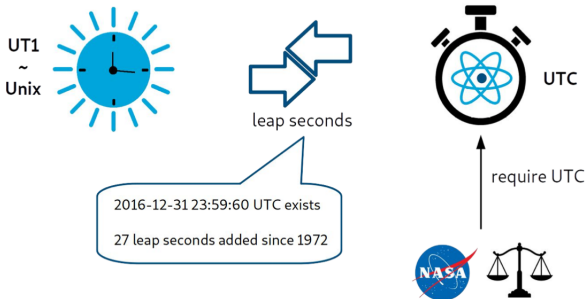 UT1
~
Unix
leap seconds
UTC
2016-12-31 23:59:60 UTC exists
27 leap seconds added since 1972
require UTC
NASA